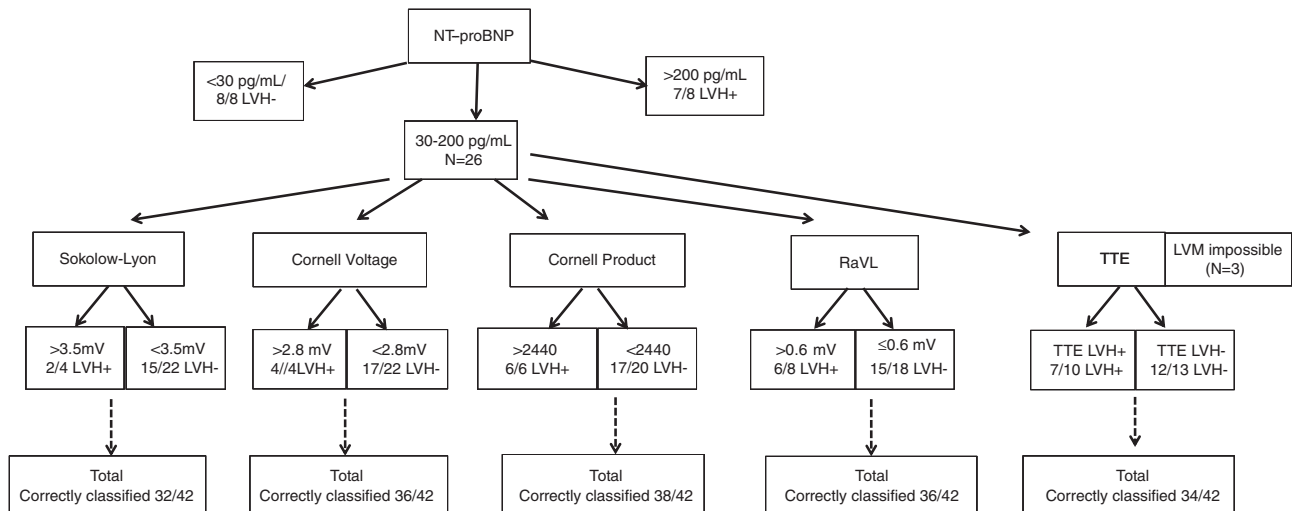 NT–proBNP
<30 pg/mL/
8/8 LVH-
>200 pg/mL
7/8 LVH+
30-200 pg/mL
N=26
Sokolow-Lyon
Cornell Voltage
Cornell Product
RaVL
TTE
LVM impossible
(N=3)
>3.5mV
2/4 LVH+
<3.5mV
15/22 LVH-
>2.8 mV
4//4LVH+
<2.8mV
17/22 LVH-
>2440
6/6 LVH+
<2440
17/20 LVH-
>0.6 mV
6/8 LVH+
≤0.6 mV
15/18 LVH-
TTE LVH+
7/10 LVH+
TTE LVH-
12/13 LVH-
Total
Correctly classified 32/42
Total
Correctly classified 36/42
Total
Correctly classified 38/42
Total
Correctly classified 36/42
Total
Correctly classified 34/42